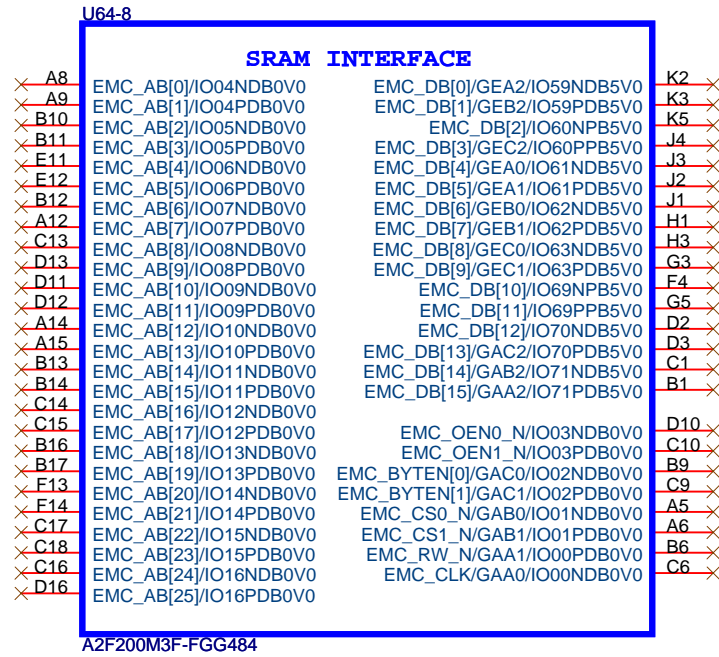 U64-8
SRAM INTERFACE
A8 EMC_AB[0]/IO04NDB0V0 EMC_DB[0]/GEA2/IO59NDB5V0 K2
A9 EMC_AB[1]/IO04PDB0V0 EMC_DB[1]/GEB2/IO59PDB5V0 K3
B10 EMC_AB[2]/IO05NDB0V0 EMC_DB[2]/IO60NPB5V0 K5
B11 EMC_AB[3]/IO05PDB0V0 EMC_DB[3]/GEC2/IO60PPB5V0 J4
E11 EMC_AB[4]/IO06NDB0V0 EMC_DB[4]/GEA0/IO61NDB5V0 J3
E12 EMC_AB[5]/IO06PDB0V0 EMC_DB[5]/GEA1/IO61PDB5V0 J2
B12 EMC_AB[6]/IO07NDB0V0 EMC_DB[6]/GEB0/IO62NDB5V0 J1
A12 EMC_AB[7]/IO07PDB0V0 EMC_DB[7]/GEB1/IO62PDB5V0 H1
C13 EMC_AB[8]/IO08NDB0V0 EMC_DB[8]/GEC0/IO63NDB5V0 H3
D13 EMC_AB[9]/IO08PDB0V0 EMC_DB[9]/GEC1/IO63PDB5V0 G3
D11 EMC_AB[10]/IO09NDB0V0 EMC_DB[10]/IO69NPB5V0 F4
D12 EMC_AB[11]/IO09PDB0V0 EMC_DB[11]/IO69PPB5V0 G5
A14 EMC_AB[12]/IO10NDB0V0 EMC_DB[12]/IO70NDB5V0 D2
A15 EMC_AB[13]/IO10PDB0V0 EMC_DB[13]/GAC2/IO70PDB5V0 D3
B13 EMC_AB[14]/IO11NDB0V0 EMC_DB[14]/GAB2/IO71NDB5V0 C1
B14 EMC_AB[15]/IO11PDB0V0 EMC_DB[15]/GAA2/IO71PDB5V0 B1
C14 EMC_AB[16]/IO12NDB0V0
C15 EMC_AB[17]/IO12PDB0V0 EMC_OEN0_N/IO03NDB0V0 D10
B16 EMC_AB[18]/IO13NDB0V0 EMC_OEN1_N/IO03PDB0V0 C10
B17 EMC_AB[19]/IO13PDB0V0 EMC_BYTEN[0]/GAC0/IO02NDB0V0 B9
F13 EMC_AB[20]/IO14NDB0V0 EMC_BYTEN[1]/GAC1/IO02PDB0V0 C9
F14 EMC_AB[21]/IO14PDB0V0 EMC_CS0_N/GAB0/IO01NDB0V0 A5
C17 EMC_AB[22]/IO15NDB0V0 EMC_CS1_N/GAB1/IO01PDB0V0 A6
C18 EMC_AB[23]/IO15PDB0V0 EMC_RW_N/GAA1/IO00PDB0V0 B6
C16 EMC_AB[24]/IO16NDB0V0 EMC_CLK/GAA0/IO00NDB0V0 C6
D16 EMC_AB[25]/IO16PDB0V0
A2F200M3F-FGG484